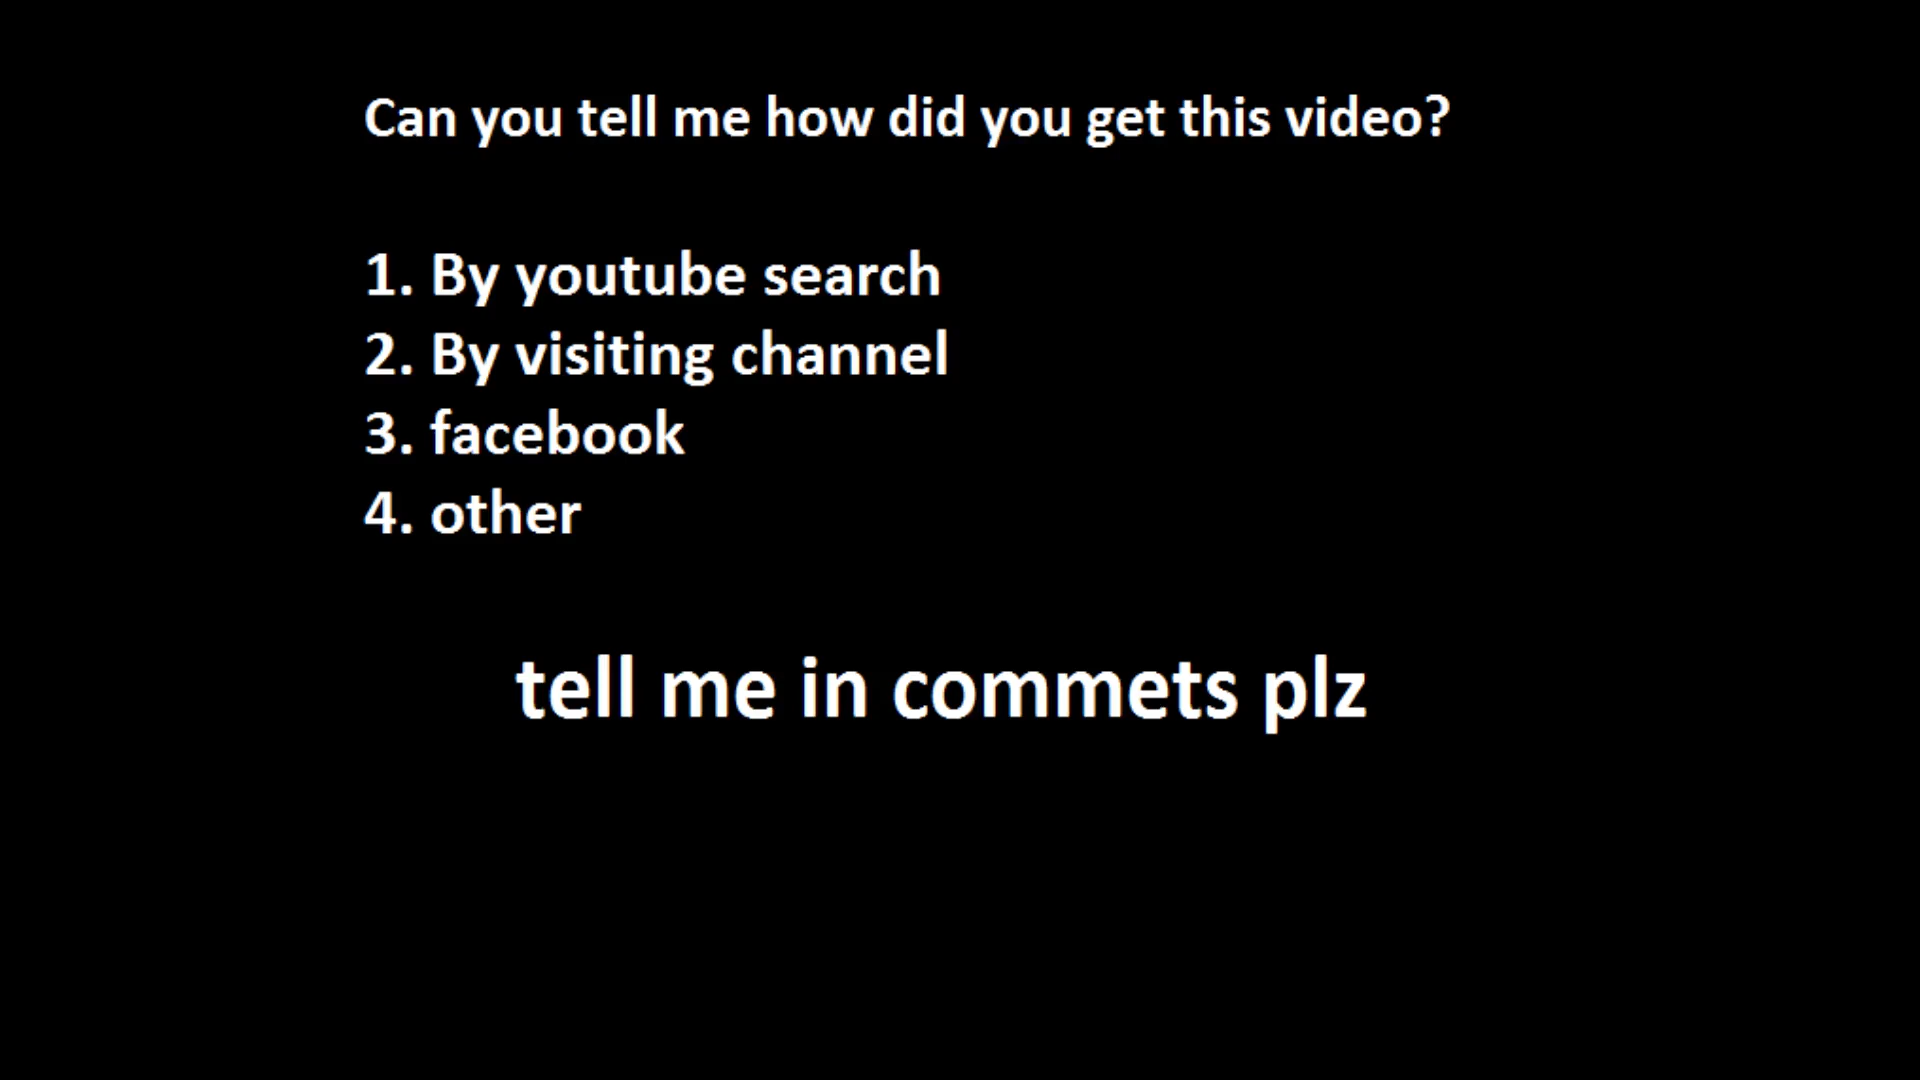 Can you tell me how did you get this video?
1. By youtube search
2. By visiting channel
3. facebook
4. other
tell me in commets plz